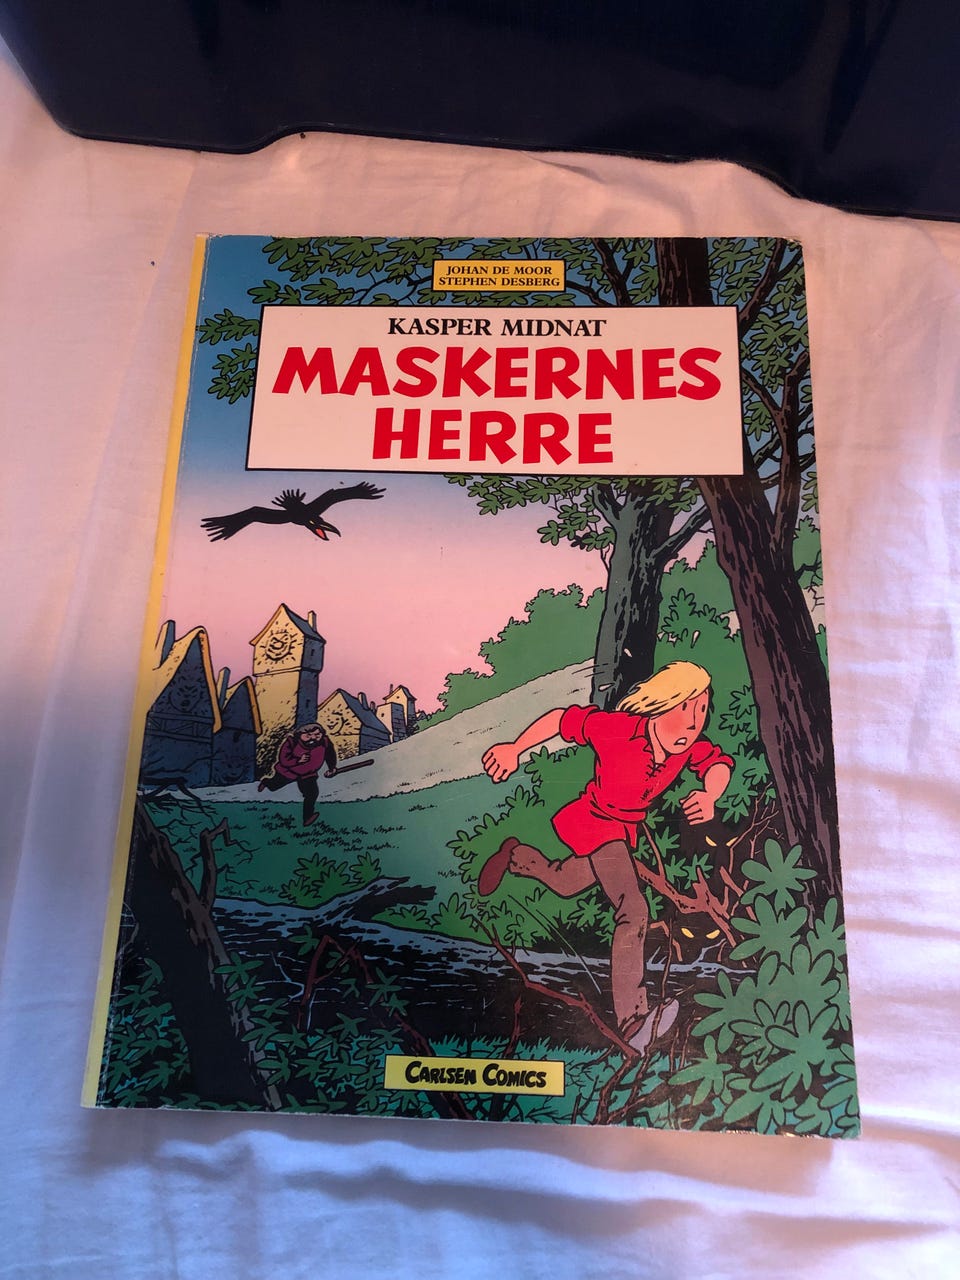 JOHAN DE MOOR
STEPHEN DESBERG
KASPER MIDNAT
MASKERNES
HERRE
CARLSEN COMICS